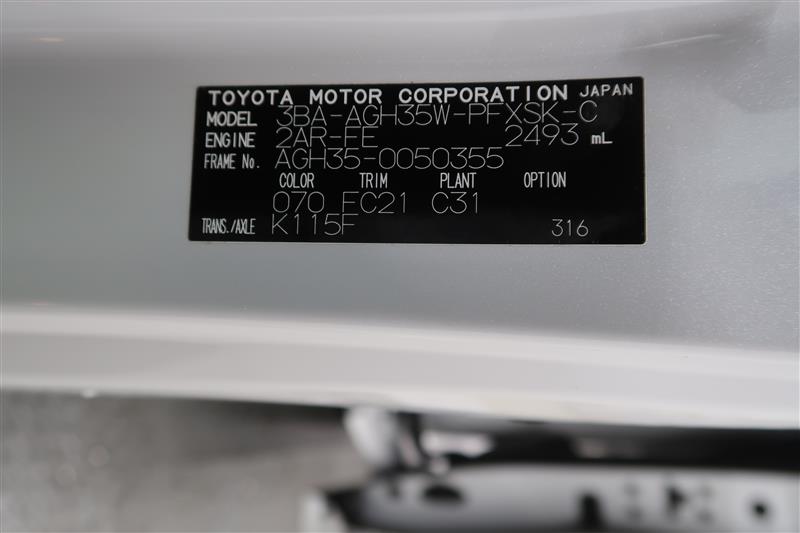 TOYOTA MOTOR CORPORATION JAPAN
MODEL 3BA-AGH35W-PFXSK-C
ENGINE 2AR-FE 2493 mL
FRAME No. AGH35-0050355
COLOR TRIM PLANT OPTION
070 FC21 C31
TRANS./AXLE K115F 316